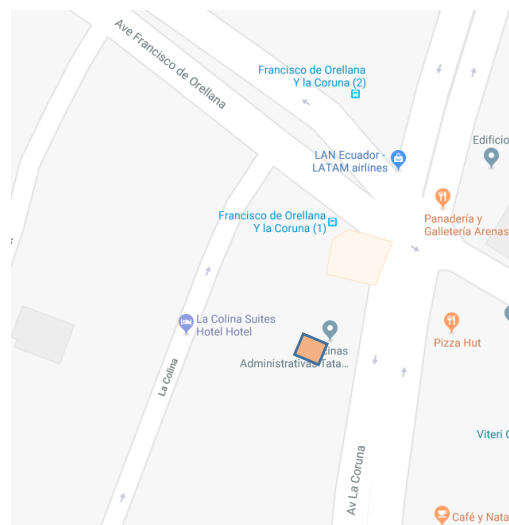 Ave Francisco de Orellana
Francisco de Orellana
Y la Coruna (2)
Edificio
LAN Ecuador -
LATAM airlines
Panadería y
Galletería Arenas
Francisco de Orellana
Y la Coruna (1)
La Colina Suites
Hotel Hotel
Pizza Hut
cinas
Administrativas Tata...
La Colina
Viteri
Av La Coruna
Café y Nata